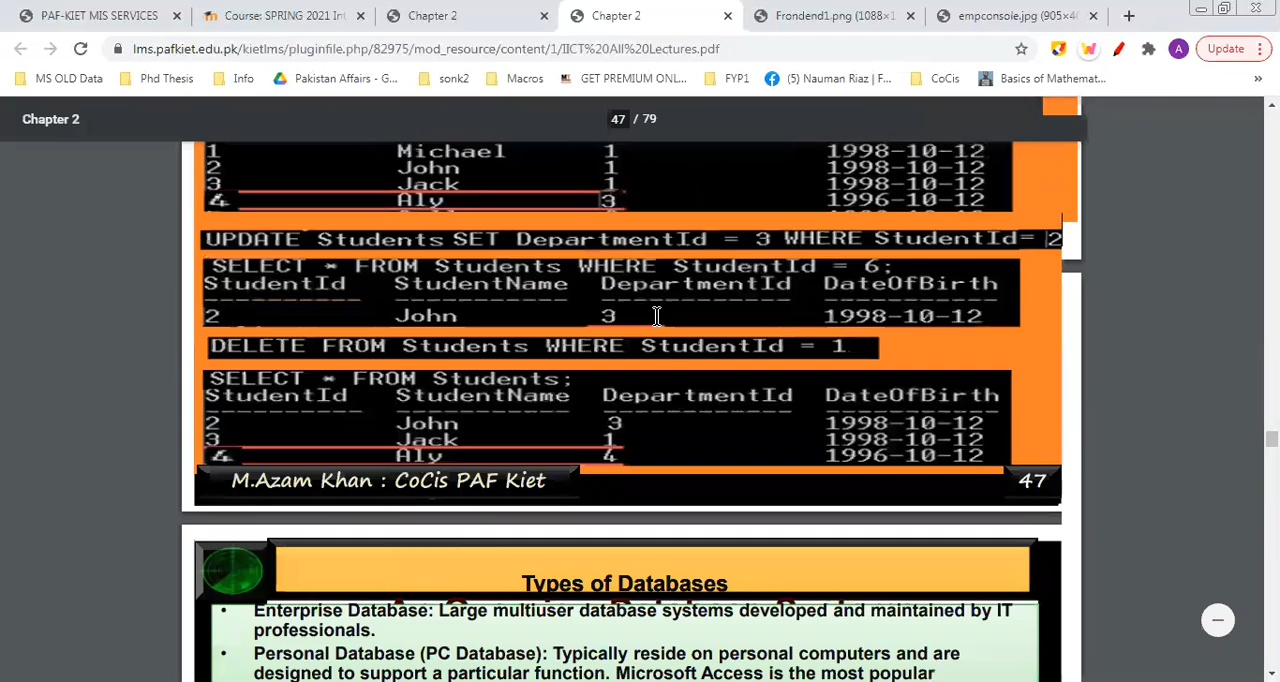 PAF-KIET MIS SERVICES
Course: SPRING 2021 Int
Chapter 2
Chapter 2
Frondend1.png (1088×1
empconsole.jpg (905×4
lms.pafkiet.edu.pk/kietlms/pluginfile.php/82975/mod_resource/content/1/IICT%20All%20Lectures.pdf
A
Update
MS OLD Data
Phd Thesis
Info
Pakistan Affairs - G...
sonk2
Macros
GET PREMIUM ONL...
FYP1
(5) Nauman Riaz | F...
CoCis
Basics of Mathemat...
»
Chapter 2
47 / 79
1 Michael 1 1998-10-12
2 John 1 1998-10-12
3 Jack 1 1998-10-12
4 Aly 3 1996-10-12
UPDATE Students SET DepartmentId = 3 WHERE StudentId= 2
SELECT * FROM Students WHERE StudentId = 6;
StudentId StudentName DepartmentId DateOfBirth
2 John 3 1998-10-12
DELETE FROM Students WHERE StudentId = 1
SELECT * FROM Students;
StudentId StudentName DepartmentId DateOfBirth
2 John 3 1998-10-12
3 Jack 1 1998-10-12
4 Aly 4 1996-10-12
M.Azam Khan : CoCis PAF Kiet
47
Types of Databases
• Enterprise Database: Large multiuser database systems developed and maintained by IT
professionals.
• Personal Database (PC Database): Typically reside on personal computers and are
designed to support a particular function. Microsoft Access is the most popular